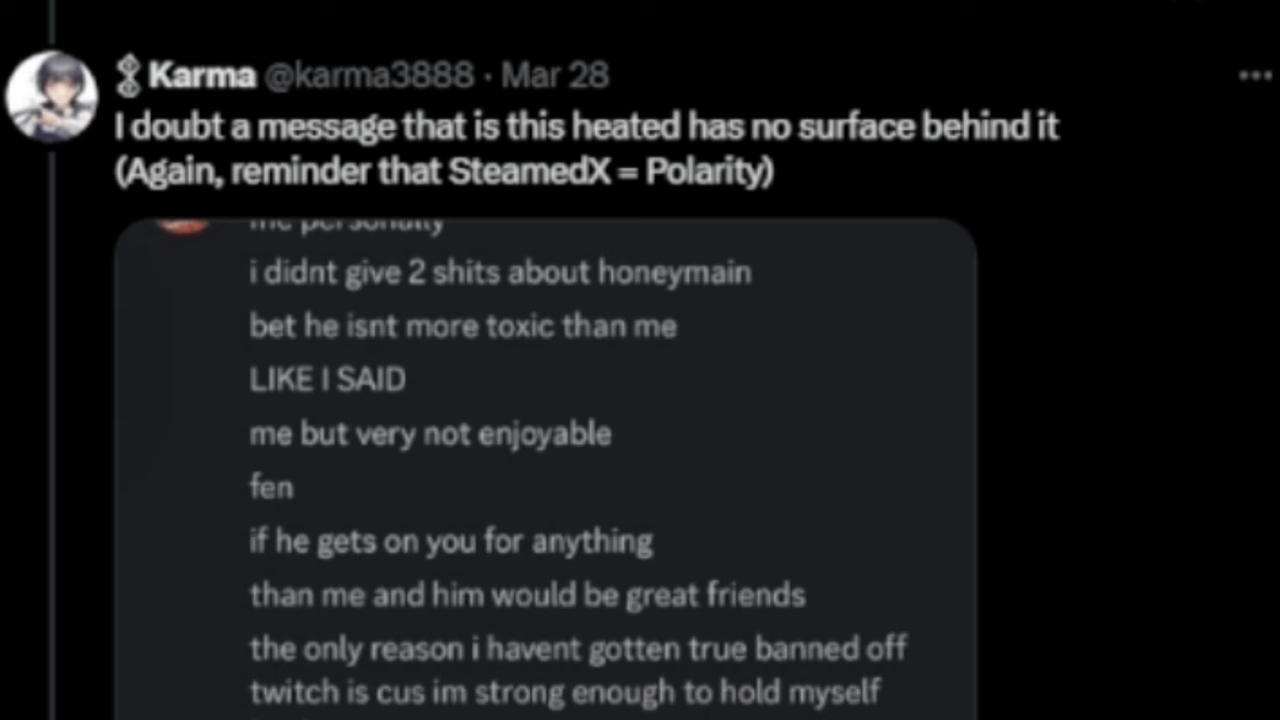 Karma @karma3888 · Mar 28
I doubt a message that is this heated has no surface behind it
(Again, reminder that SteamedX = Polarity)
me personally
i didnt give 2 shits about honeymain
bet he isnt more toxic than me
LIKE I SAID
me but very not enjoyable
fen
if he gets on you for anything
than me and him would be great friends
the only reason i havent gotten true banned off
twitch is cus im strong enough to hold myself